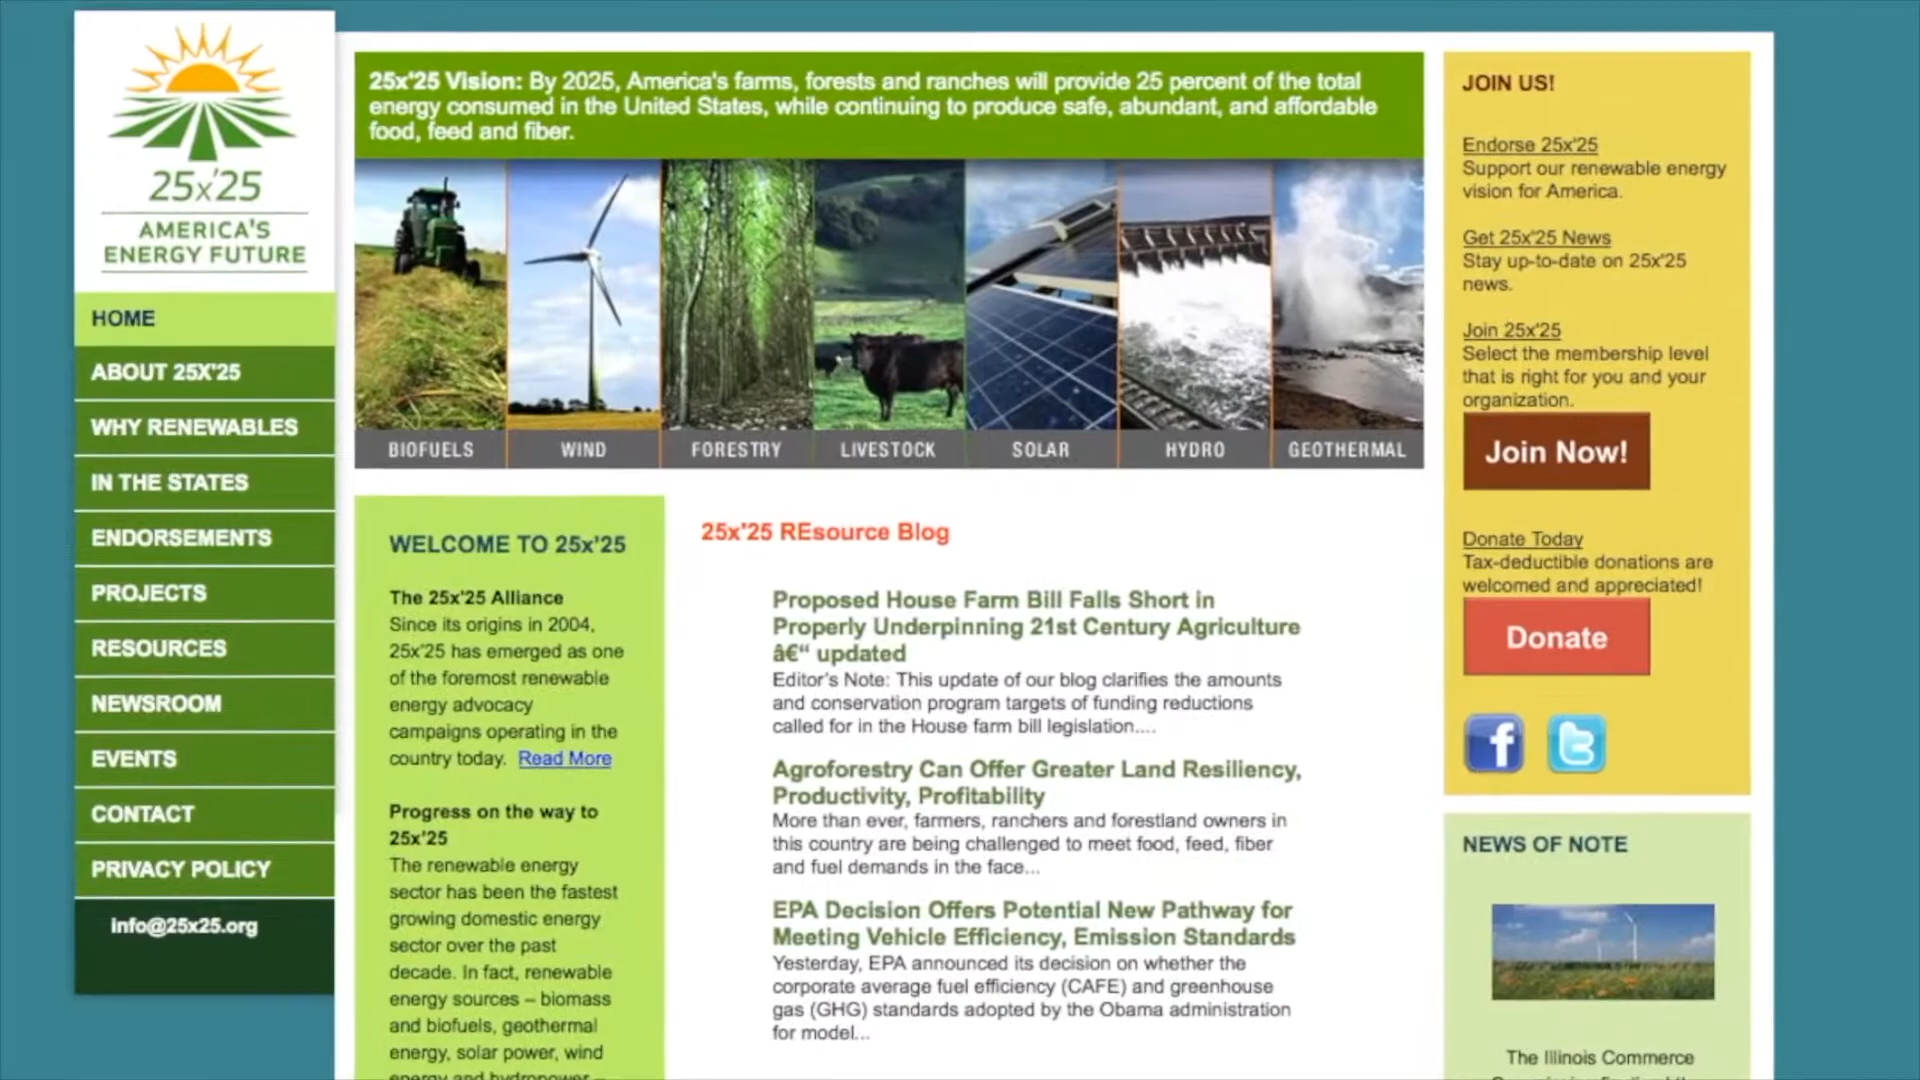 25x'25
AMERICA'S
ENERGY FUTURE
HOME
ABOUT 25X'25
WHY RENEWABLES
IN THE STATES
ENDORSEMENTS
PROJECTS
RESOURCES
NEWSROOM
EVENTS
CONTACT
PRIVACY POLICY
info@25x25.org
25x'25 Vision: By 2025, America's farms, forests and ranches will provide 25 percent of the total
energy consumed in the United States, while continuing to produce safe, abundant, and affordable
food, feed and fiber.
BIOFUELS
WIND
FORESTRY
LIVESTOCK
SOLAR
HYDRO
GEOTHERMAL
WELCOME TO 25x'25
The 25x'25 Alliance
Since its origins in 2004,
25x'25 has emerged as one
of the foremost renewable
energy advocacy
campaigns operating in the
country today. Read More
Progress on the way to
25x'25
The renewable energy
sector has been the fastest
growing domestic energy
sector over the past
decade. In fact, renewable
energy sources – biomass
and biofuels, geothermal
energy, solar power, wind
energy and hydropower –
25x'25 REsource Blog
Proposed House Farm Bill Falls Short in
Properly Underpinning 21st Century Agriculture
â€“ updated
Editor's Note: This update of our blog clarifies the amounts
and conservation program targets of funding reductions
called for in the House farm bill legislation....
Agroforestry Can Offer Greater Land Resiliency,
Productivity, Profitability
More than ever, farmers, ranchers and forestland owners in
this country are being challenged to meet food, feed, fiber
and fuel demands in the face...
EPA Decision Offers Potential New Pathway for
Meeting Vehicle Efficiency, Emission Standards
Yesterday, EPA announced its decision on whether the
corporate average fuel efficiency (CAFE) and greenhouse
gas (GHG) standards adopted by the Obama administration
for model...
JOIN US!
Endorse 25x'25
Support our renewable energy
vision for America.
Get 25x'25 News
Stay up-to-date on 25x'25
news.
Join 25x'25
Select the membership level
that is right for you and your
organization.
Join Now!
Donate Today
Tax-deductible donations are
welcomed and appreciated!
Donate
NEWS OF NOTE
The Illinois Commerce